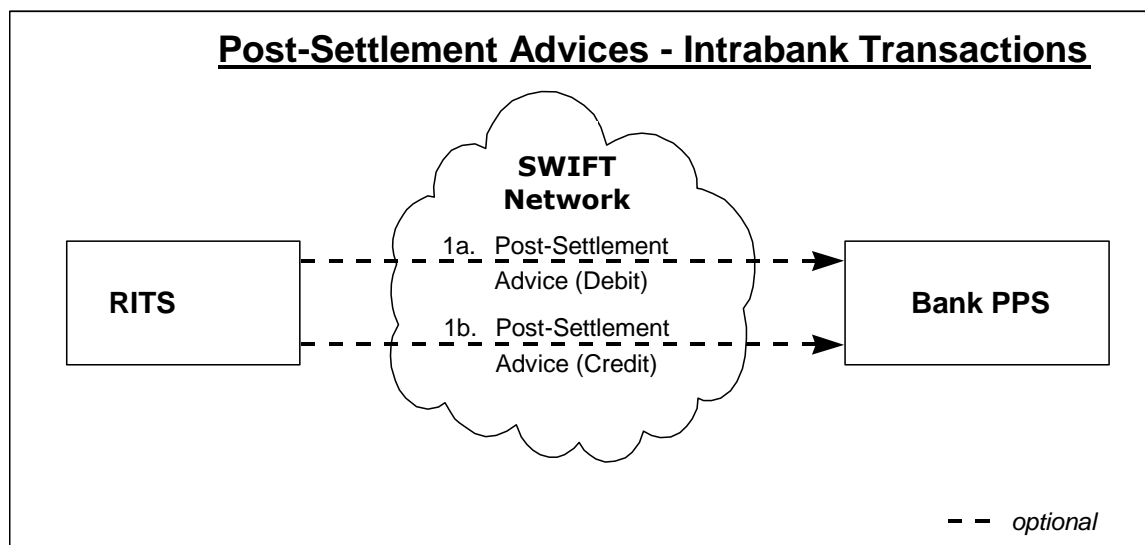 Post-Settlement Advices - Intrabank Transactions
SWIFT
Network
1a. Post-Settlement
Advice (Debit)
RITS
Bank PPS
1b. Post-Settlement
Advice (Credit)
optional